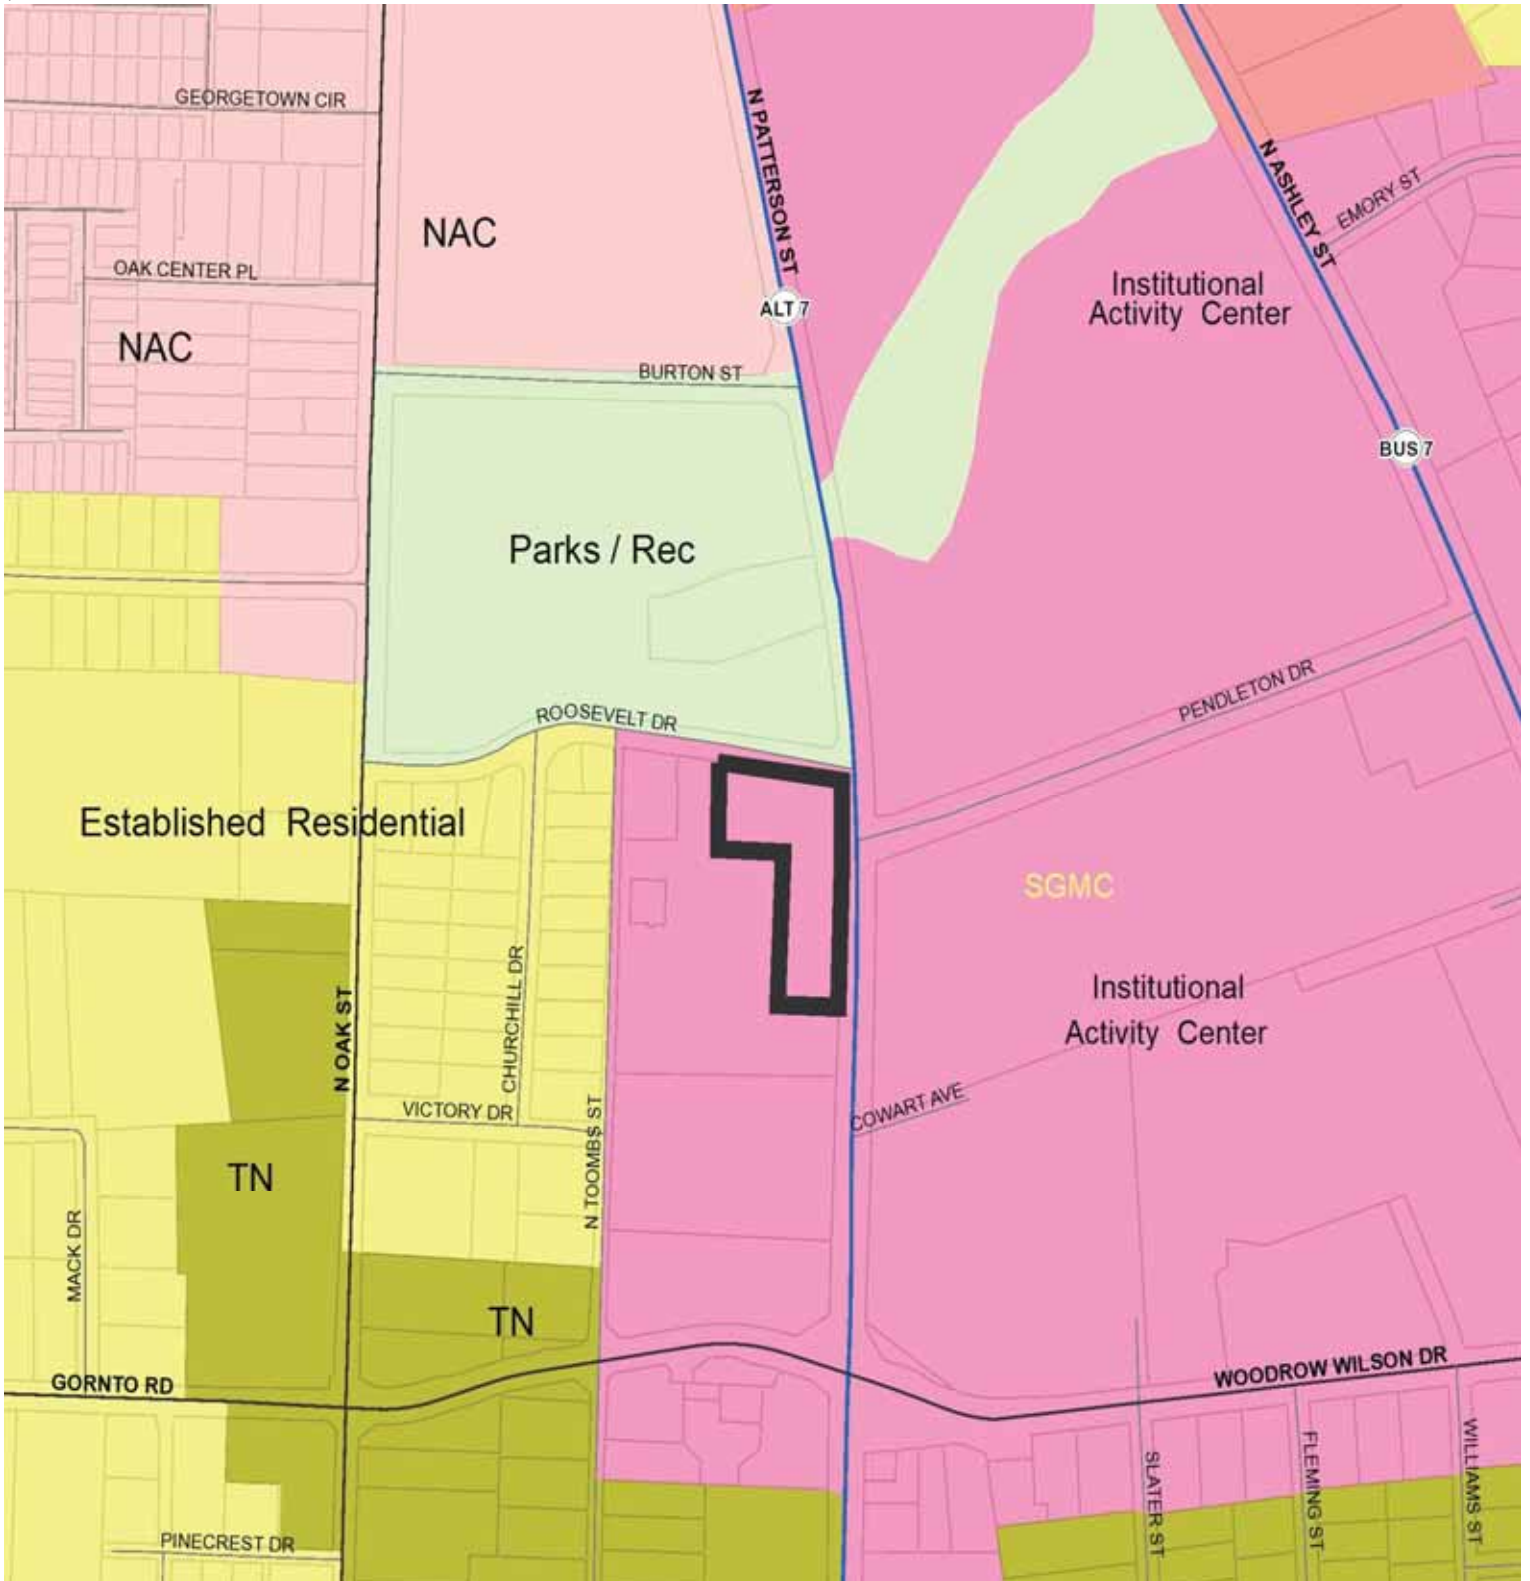 GEORGETOWN CIR
N PATTERSON ST
N ASHLEY ST
EMORY ST
NAC
OAK CENTER PL
Institutional
Activity Center
ALT 7
NAC
BURTON ST
BUS 7
Parks / Rec
PENDLETON DR
ROOSEVELT DR
Established Residential
SGMC
CHURCHILL DR
Institutional
Activity Center
N OAK ST
VICTORY DR
COWART AVE
N TOOMBS ST
TN
MACK DR
TN
GORNTO RD
WOODROW WILSON DR
SLATER ST
FLEMING ST
WILLIAMS ST
PINECREST DR